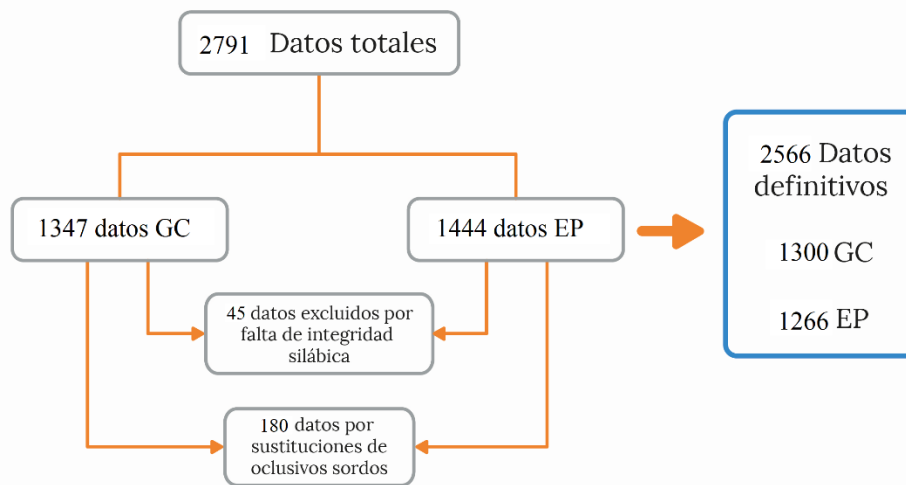 2791 Datos totales
1347 datos GC
1444 datos EP
45 datos excluidos por
falta de integridad
silábica
180 datos por
sustituciones de
oclusivos sordos
2566 Datos
definitivos
1300 GC
1266 EP